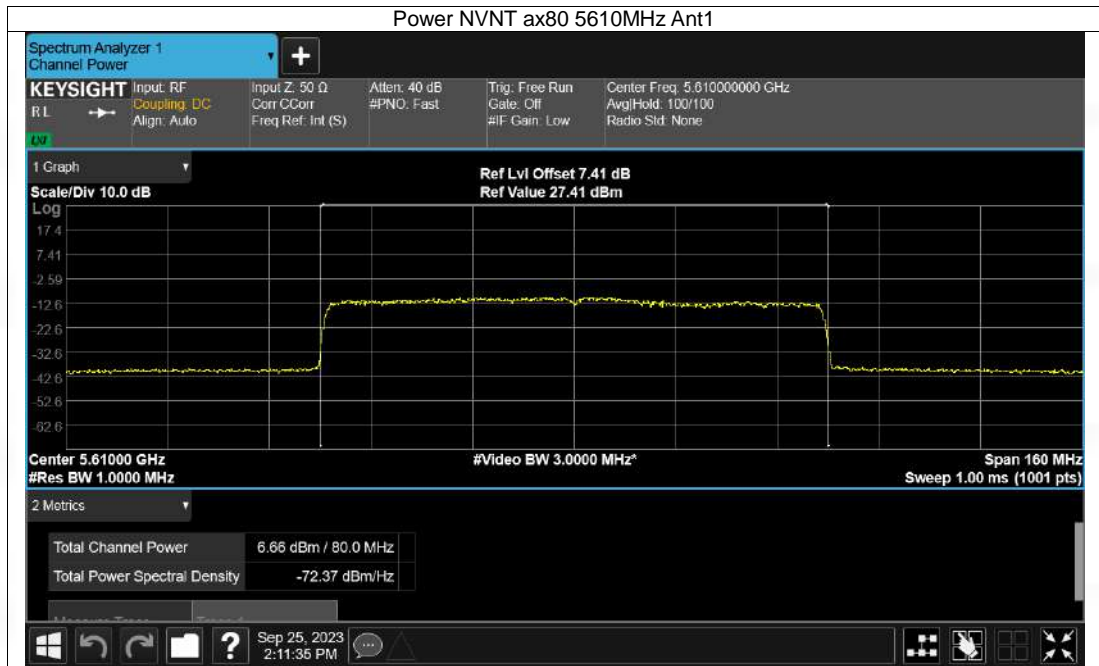 Power NVNT ax80 5610MHz Ant1
Spectrum Analyzer 1
Channel Power
+
KEYSIGHT
R L
Input: RF
Coupling: DC
Align: Auto
Input Z: 50 Ω
Corr CCorr
Freq Ref: Int (S)
Atten: 40 dB
#PNO: Fast
Trig: Free Run
Gate: Off
#IF Gain: Low
Center Freq: 5.610000000 GHz
Avg|Hold: 100/100
Radio Std: None
LXI
1 Graph
Scale/Div 10.0 dB
Ref Lvl Offset 7.41 dB
Ref Value 27.41 dBm
Log
17.4
7.41
-2.59
-12.6
-22.6
-32.6
-42.6
-52.6
-62.6
Center 5.61000 GHz
#Res BW 1.0000 MHz
#Video BW 3.0000 MHz*
Span 160 MHz
Sweep 1.00 ms (1001 pts)
2 Metrics
Total Channel Power 6.66 dBm / 80.0 MHz
Total Power Spectral Density -72.37 dBm/Hz
?
Sep 25, 2023
2:11:35 PM